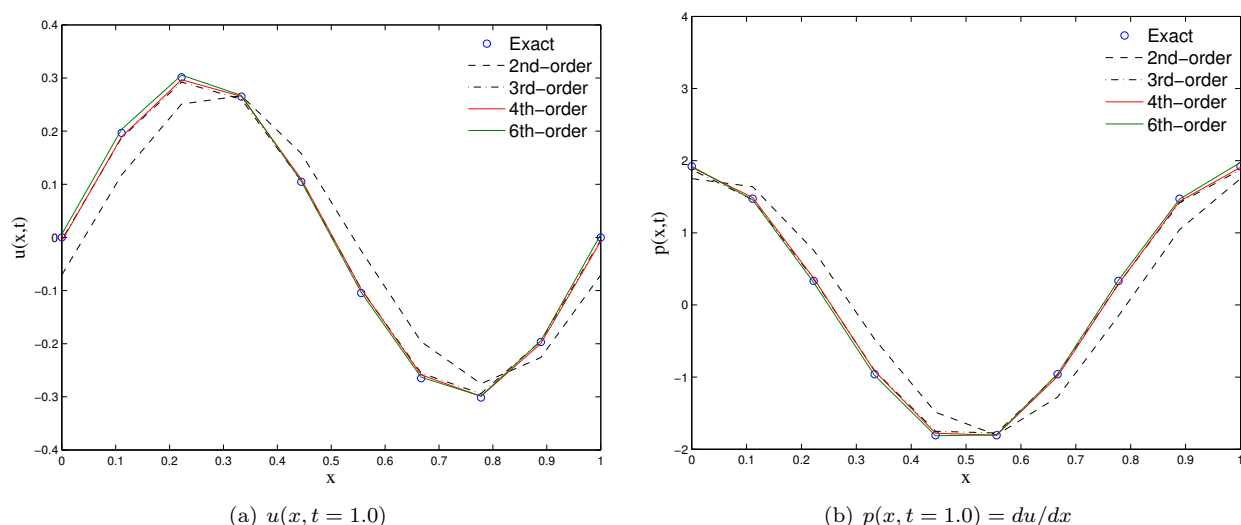 0.4
0.3
0.2
0.1
0
−0.1
−0.2
−0.3
−0.4
u(x,t)
0 0.1 0.2 0.3 0.4 0.5 0.6 0.7 0.8 0.9 1
x
Exact
2nd−order
3rd−order
4th−order
6th−order
(a) u(x, t = 1.0)
4
3
2
1
0
−1
−2
p(x,t)
0 0.1 0.2 0.3 0.4 0.5 0.6 0.7 0.8 0.9 1
x
Exact
2nd−order
3rd−order
4th−order
6th−order
(b) p(x, t = 1.0) = du/dx